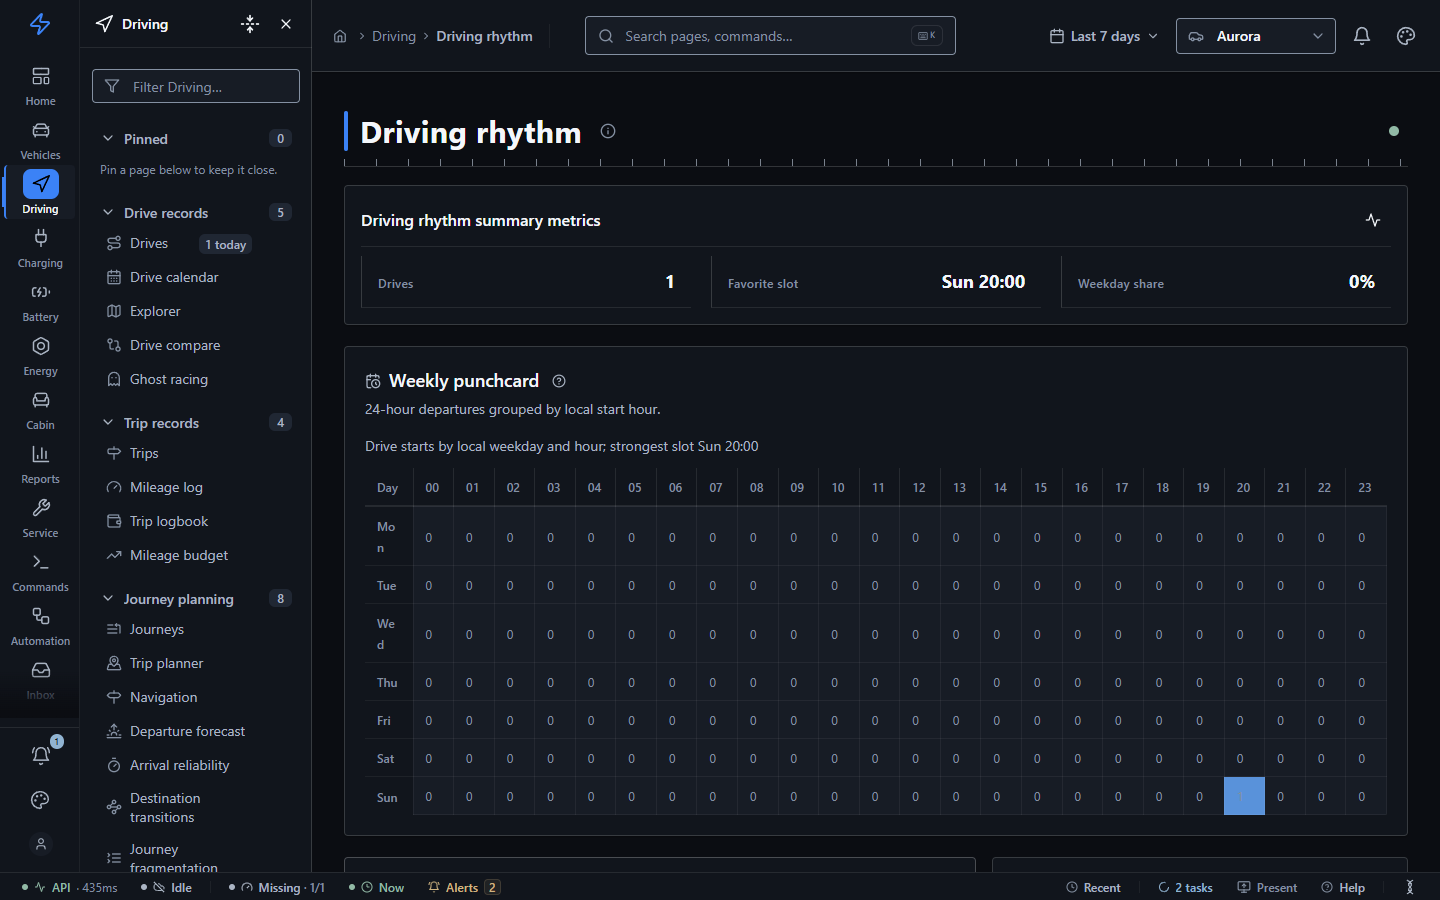 Home
Vehicles
Driving
Charging
Battery
Energy
Cabin
Reports
Service
Commands
Automation
Inbox
1
Driving
Filter Driving...
Pinned 0
Pin a page below to keep it close.
Drive records 5
Drives 1 today
Drive calendar
Explorer
Drive compare
Ghost racing
Trip records 4
Trips
Mileage log
Trip logbook
Mileage budget
Journey planning 8
Journeys
Trip planner
Navigation
Departure forecast
Arrival reliability
Destination
transitions
Journey
fragmentation
Driving Driving rhythm
Search pages, commands... K
Last 7 days
Aurora
Driving rhythm
Driving rhythm summary metrics
Drives 1
Favorite slot Sun 20:00
Weekday share 0%
Weekly punchcard
24-hour departures grouped by local start hour.
Drive starts by local weekday and hour; strongest slot Sun 20:00
Day 00 01 02 03 04 05 06 07 08 09 10 11 12 13 14 15 16 17 18 19 20 21 22 23
Mo
n
0 0 0 0 0 0 0 0 0 0 0 0 0 0 0 0 0 0 0 0 0 0 0 0
Tue 0 0 0 0 0 0 0 0 0 0 0 0 0 0 0 0 0 0 0 0 0 0 0 0
We
d
0 0 0 0 0 0 0 0 0 0 0 0 0 0 0 0 0 0 0 0 0 0 0 0
Thu 0 0 0 0 0 0 0 0 0 0 0 0 0 0 0 0 0 0 0 0 0 0 0 0
Fri 0 0 0 0 0 0 0 0 0 0 0 0 0 0 0 0 0 0 0 0 0 0 0 0
Sat 0 0 0 0 0 0 0 0 0 0 0 0 0 0 0 0 0 0 0 0 0 0 0 0
Sun 0 0 0 0 0 0 0 0 0 0 0 0 0 0 0 0 0 0 0 0 0 0 0
API · 435ms
Idle
Missing · 1/1
Now
Alerts 2
Recent
2 tasks
Present
Help